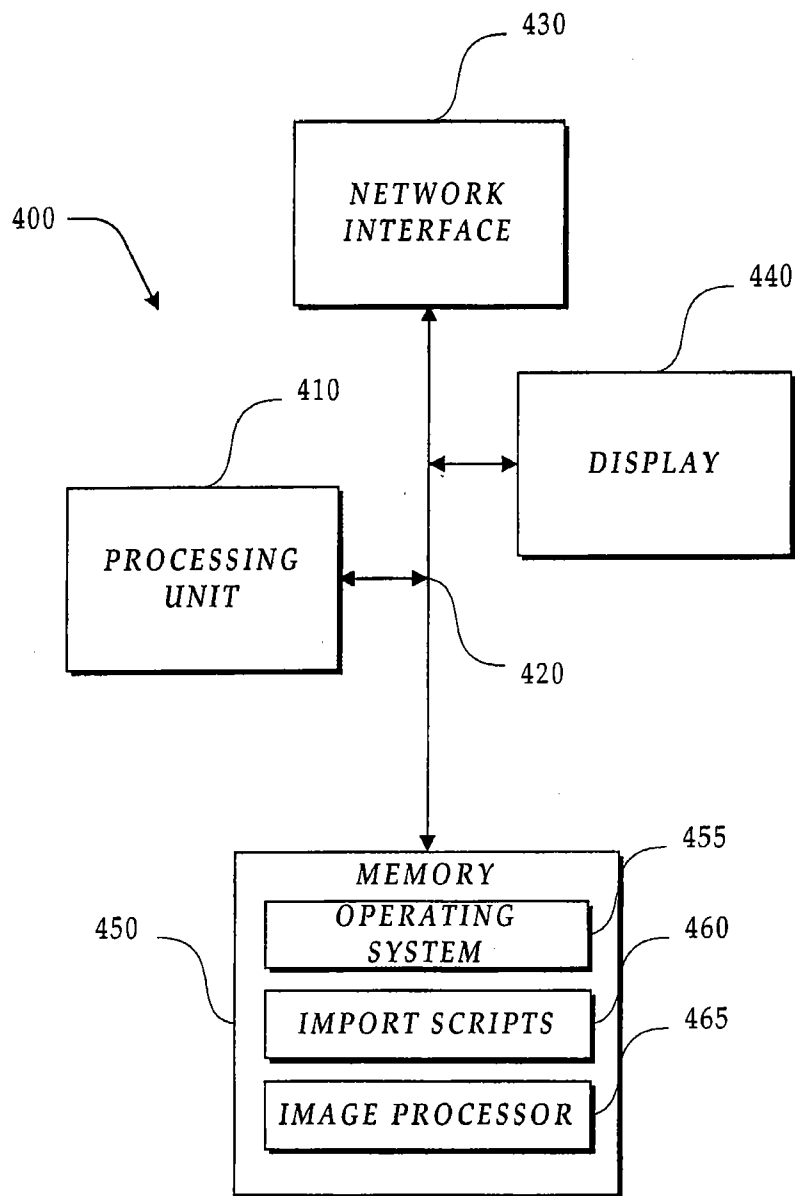 430
NETWORK
INTERFACE
400
440
410
DISPLAY
PROCESSING
UNIT
420
455
MEMORY
OPERATING
SYSTEM
450
460
IMPORT SCRIPTS
465
IMAGE PROCESSOR